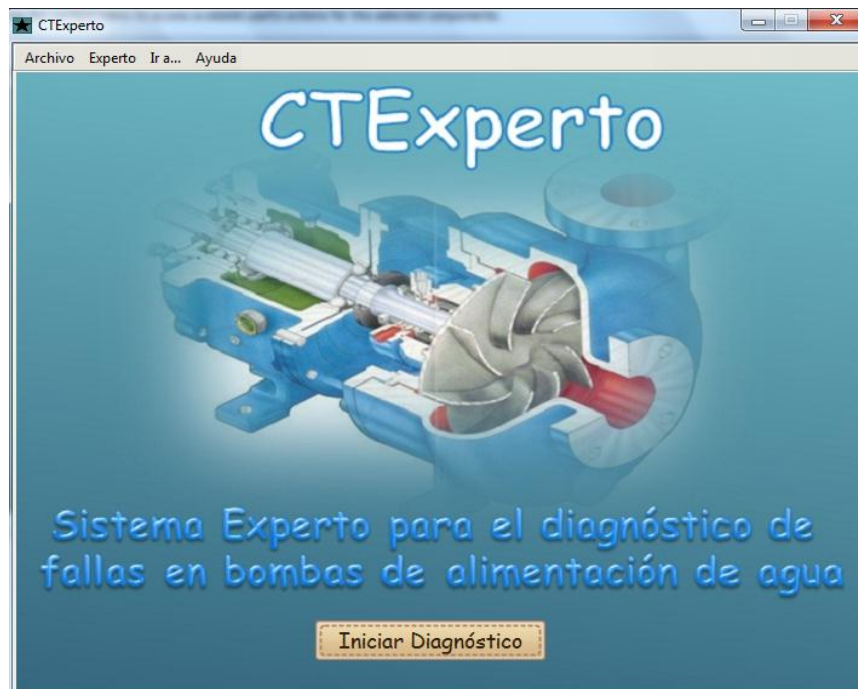 CTExperto
Archivo Experto Ir a... Ayuda
CTExperto
Sistema Experto para el diagnóstico de
fallas en bombas de alimentación de agua
Iniciar Diagnóstico